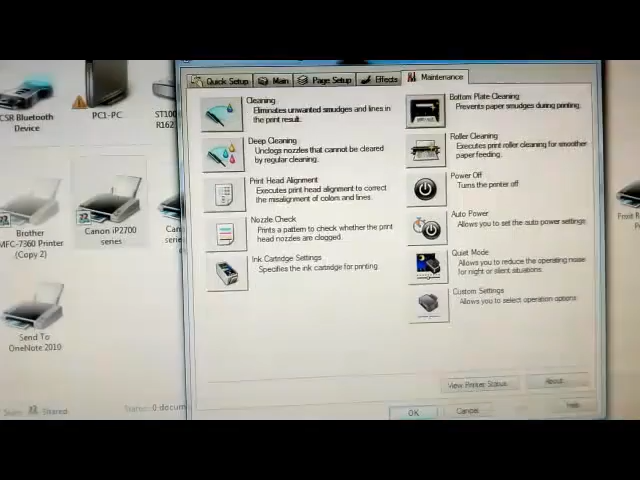 Quick Setup
Main
Page Setup
Effects
Maintenance
Cleaning
Eliminates unwanted smudges and lines in
the print result.
Deep Cleaning
Unclogs nozzles that cannot be cleared
by regular cleaning.
Print Head Alignment
Executes print head alignment to correct
the misalignment of colors and lines.
Nozzle Check
Prints a pattern to check whether the print
head nozzles are clogged.
Ink Cartridge Settings
Specifies the ink cartridge for printing.
Bottom Plate Cleaning
Prevents paper smudges during printing.
Roller Cleaning
Executes print roller cleaning for smoother
paper feeding.
Power Off
Turns the printer off.
Auto Power
Allows you to set the auto power settings.
Quiet Mode
Allows you to reduce the operating noise
for night or silent situations.
Custom Settings
Allows you to select operation options.
View Printer Status
About
OK
Cancel
Help
CSR Bluetooth
Device
PC1-PC
Brother
MFC-7360 Printer
(Copy 2)
Canon iP2700
series
Send To
OneNote 2010
Shared
0 docum